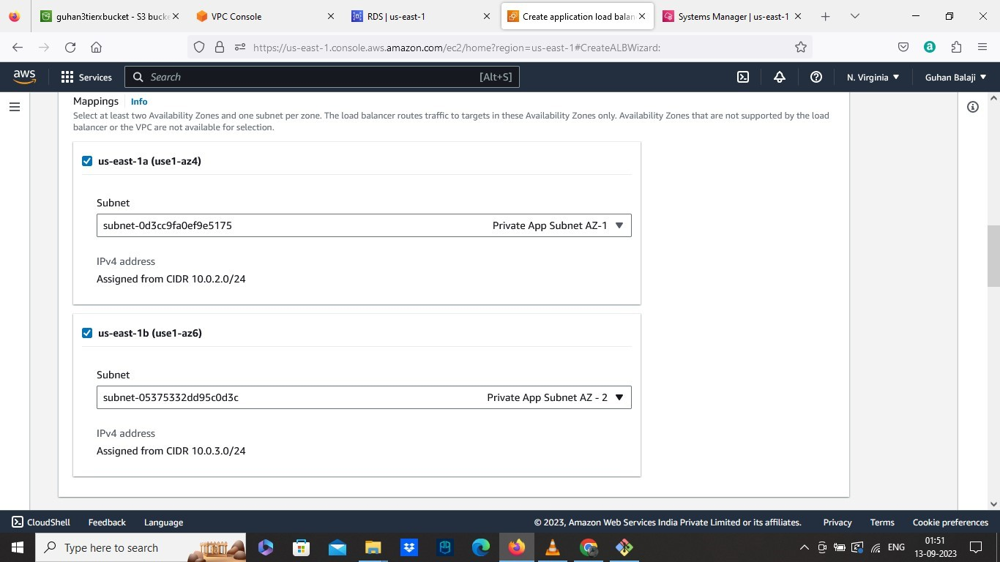 guhan3tierxbucket - S3 bucke
VPC Console
RDS | us-east-1
Create application load balan
Systems Manager | us-east-1
https://us-east-1.console.aws.amazon.com/ec2/home?region=us-east-1#CreateALBWizard:
aws
Services
Search
[Alt+S]
N. Virginia
Guhan Balaji
Mappings
Info
Select at least two Availability Zones and one subnet per zone. The load balancer routes traffic to targets in these Availability Zones only. Availability Zones that are not supported by the load
balancer or the VPC are not available for selection.
us-east-1a (use1-az4)
Subnet
subnet-0d3cc9fa0ef9e5175 Private App Subnet AZ-1
IPv4 address
Assigned from CIDR 10.0.2.0/24
us-east-1b (use1-az6)
Subnet
subnet-05375332dd95c0d3c Private App Subnet AZ - 2
IPv4 address
Assigned from CIDR 10.0.3.0/24
CloudShell
Feedback
Language
© 2023, Amazon Web Services India Private Limited or its affiliates.
Privacy
Terms
Cookie preferences
Type here to search
ENG
01:51
13-09-2023